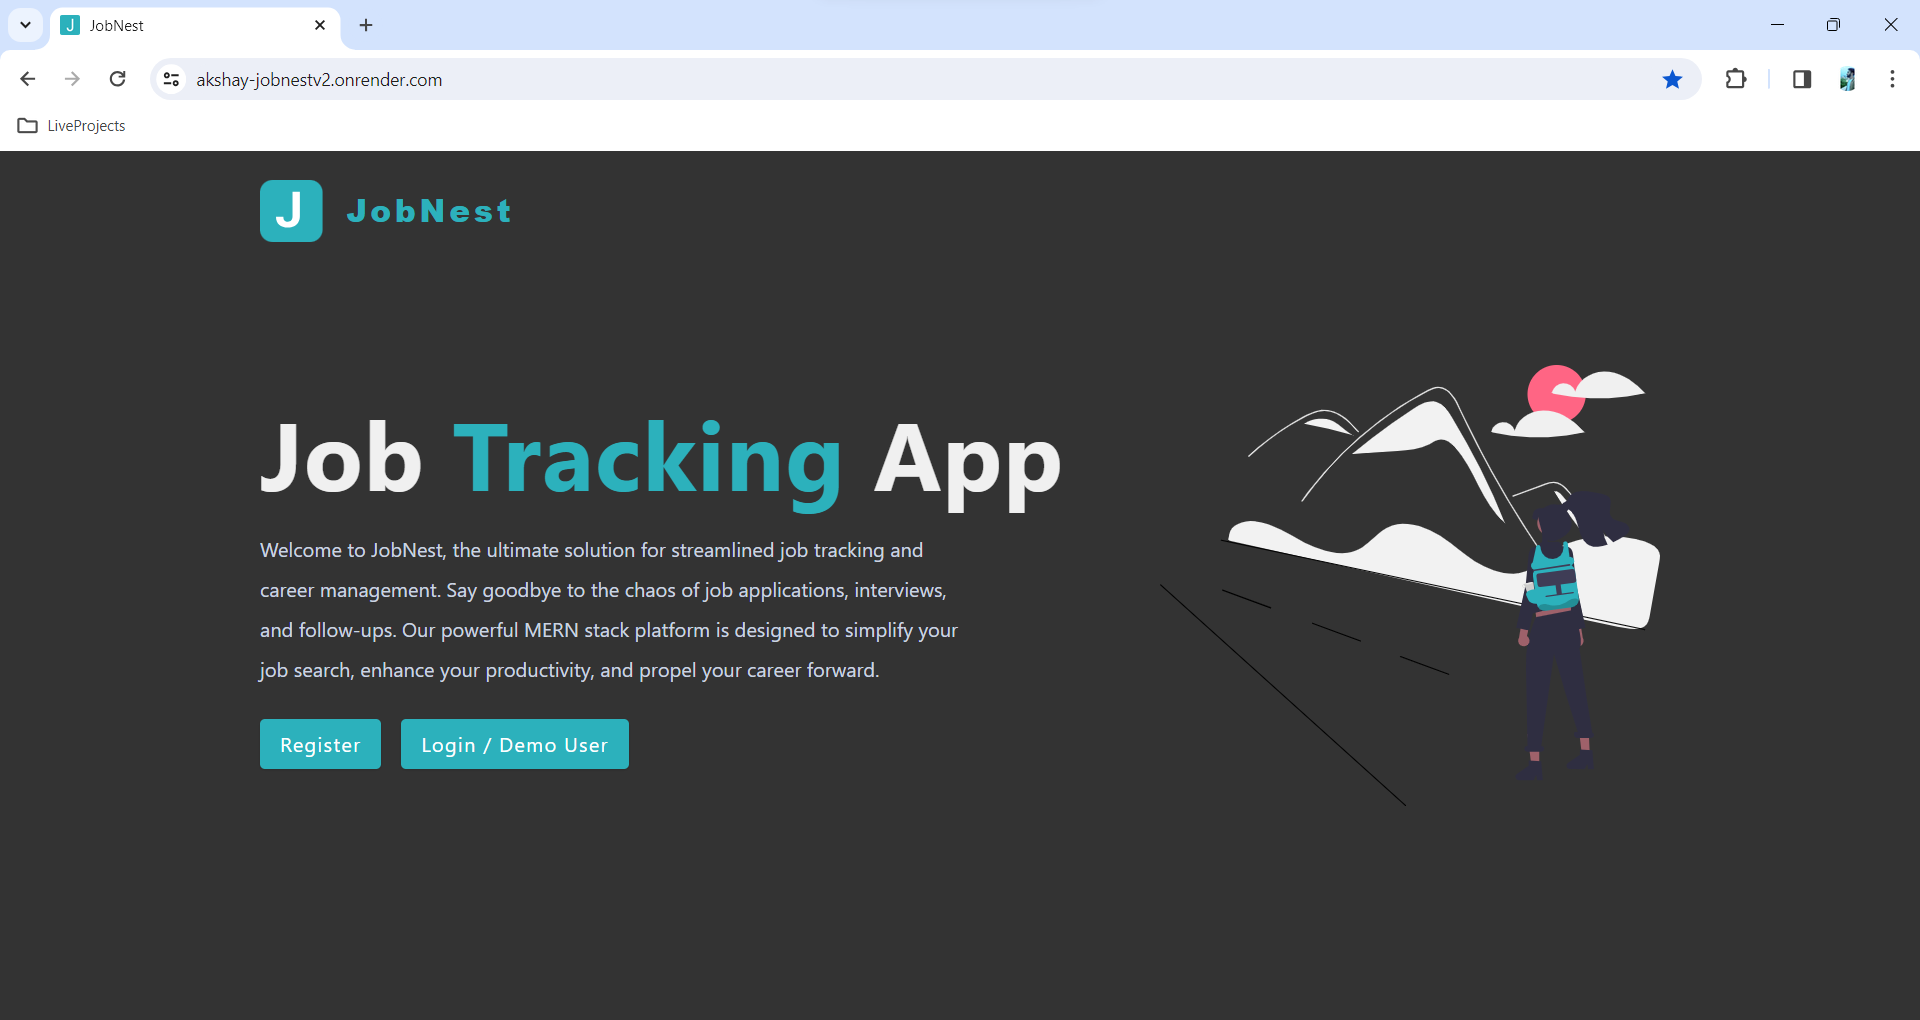 J JobNest
akshay-jobnestv2.onrender.com
LiveProjects
J JobNest
Job Tracking App
Welcome to JobNest, the ultimate solution for streamlined job tracking and
career management. Say goodbye to the chaos of job applications, interviews,
and follow-ups. Our powerful MERN stack platform is designed to simplify your
job search, enhance your productivity, and propel your career forward.
Register Login / Demo User